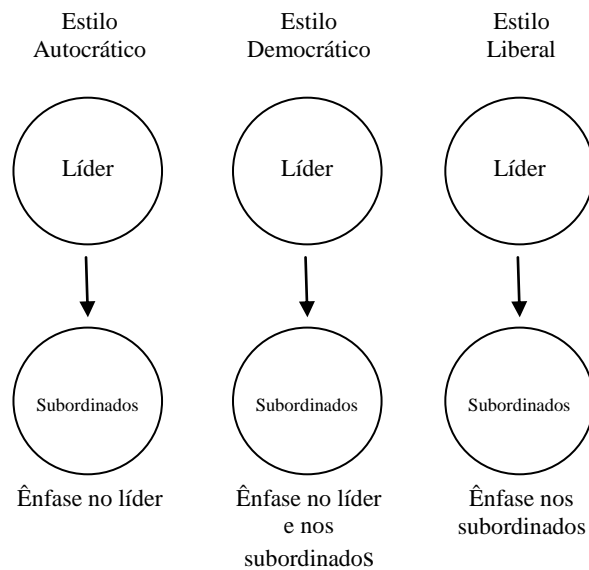 Estilo
Autocrático
Estilo
Democrático
Estilo
Liberal
Líder
Líder
Líder
Subordinados
Subordinados
Subordinados
Ênfase no líder
Ênfase no líder
e nos
subordinados
Ênfase nos
subordinados